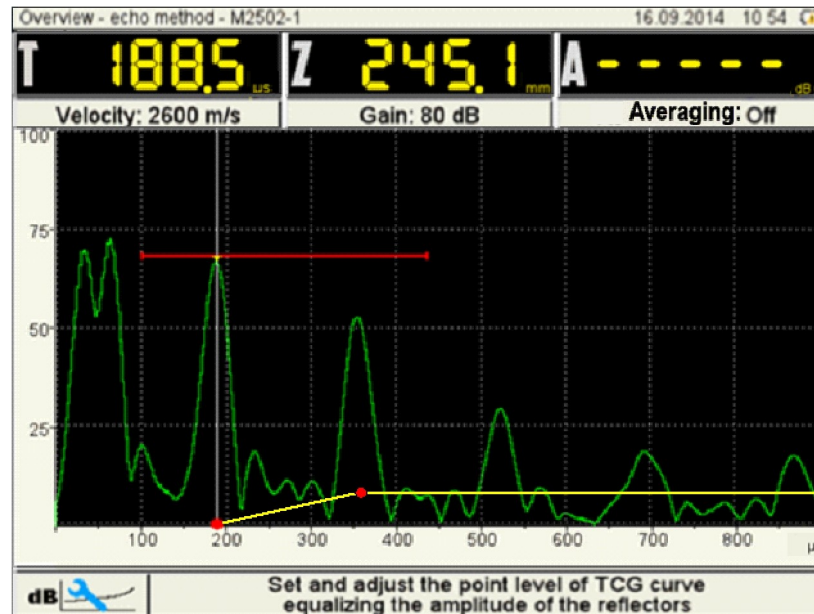 Overview - echo method - M2502-1 16.09.2014 10 54
T 188.5 µs Z 245.1 mm A - - - - - dB
Velocity: 2600 m/s Gain: 80 dB Averaging: Off
100
75
50
25
100 200 300 400 500 600 700 800 µ
dB Set and adjust the point level of TCG curve
equalizing the amplitude of the reflectors